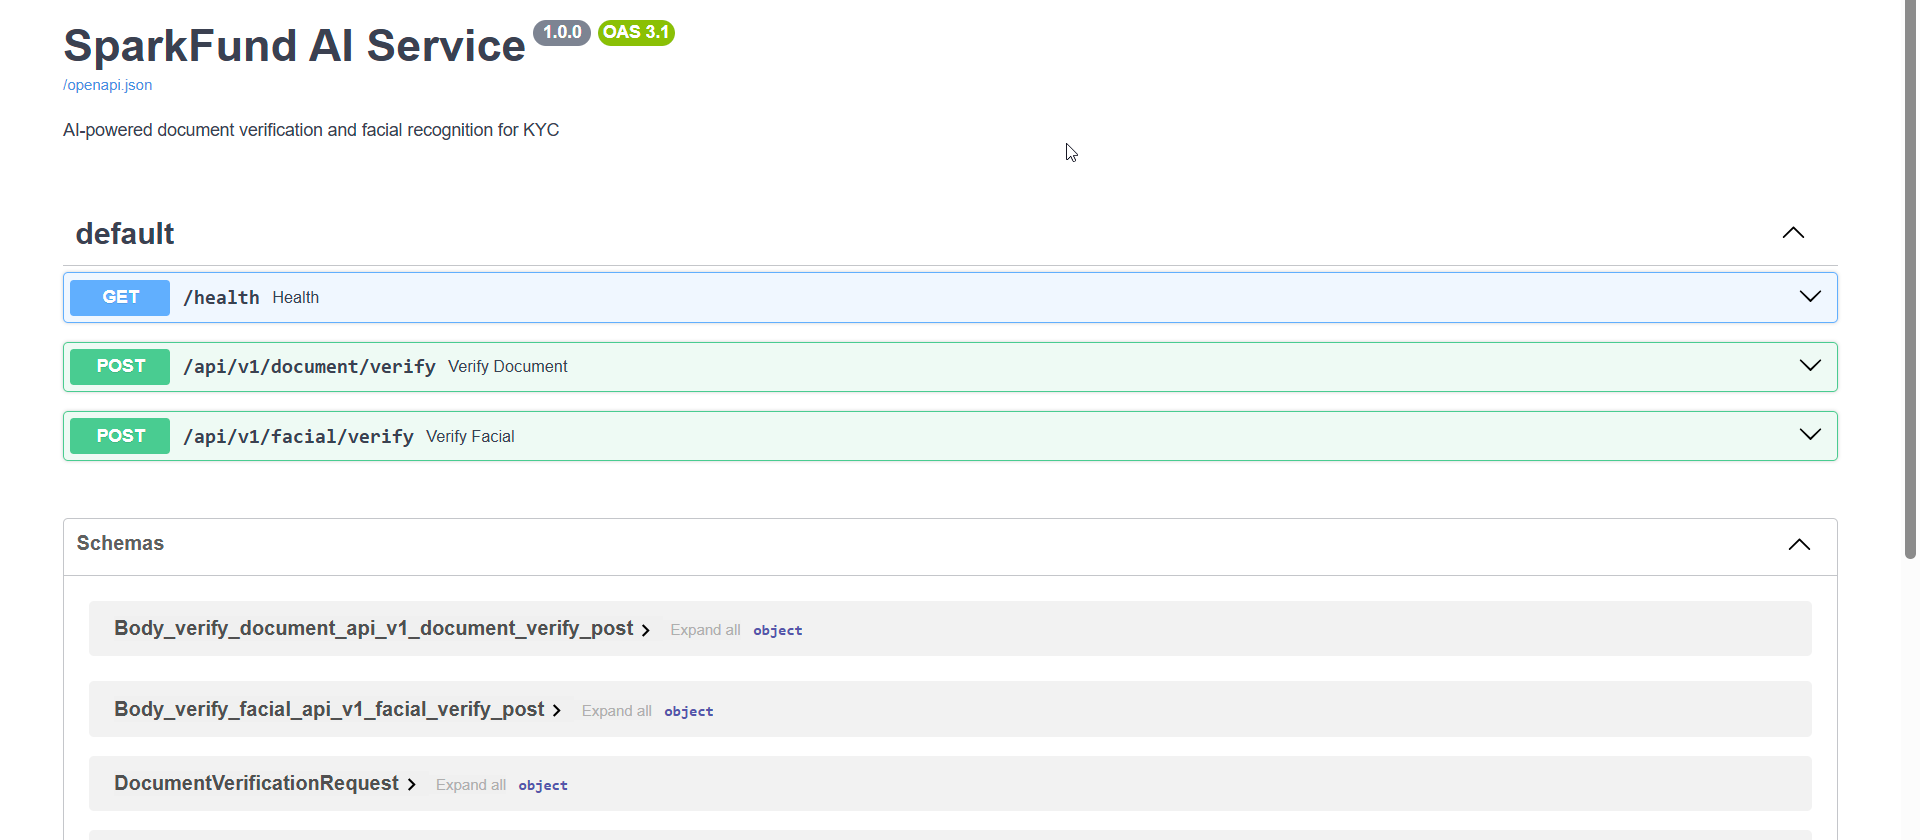 SparkFund AI Service 1.0.0 OAS 3.1
/openapi.json
AI-powered document verification and facial recognition for KYC
default
GET /health Health
POST /api/v1/document/verify Verify Document
POST /api/v1/facial/verify Verify Facial
Schemas
Body_verify_document_api_v1_document_verify_post Expand all object
Body_verify_facial_api_v1_facial_verify_post Expand all object
DocumentVerificationRequest Expand all object